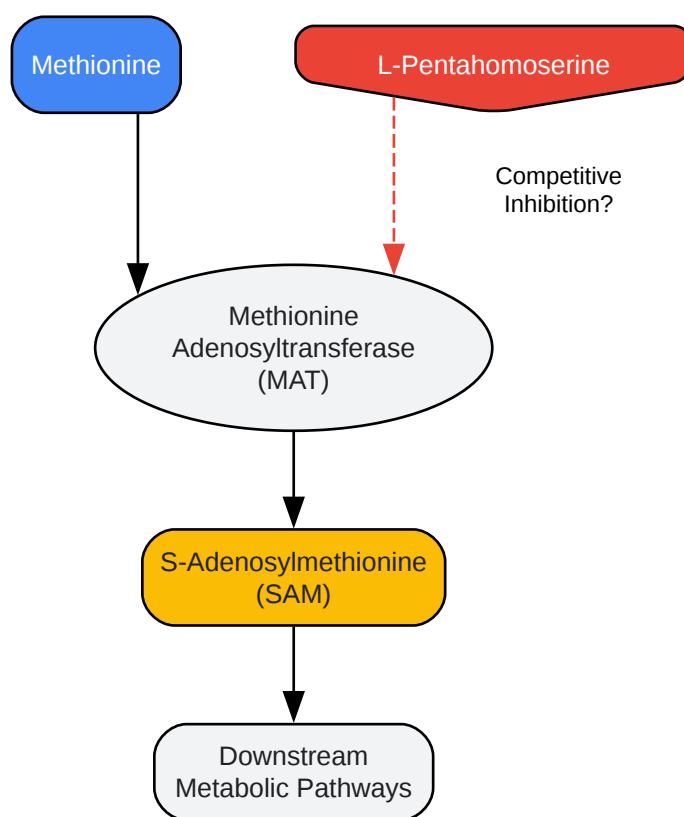 Methionine
L-Pentahomoserine
Competitive
Inhibition?
Methionine
Adenosyltransferase
(MAT)
S-Adenosylmethionine
(SAM)
Downstream
Metabolic Pathways